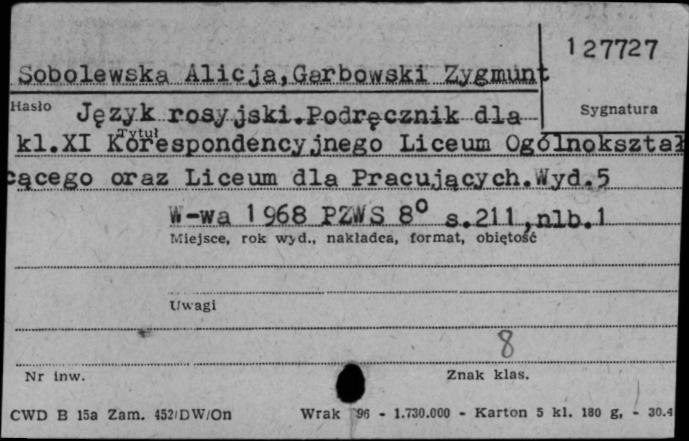 127727
Sobolewska Alicja,Garbowski Zygmunt
Hasło
Język rosyjski.Podręcznik dla
Sygnatura
Tytuł
kl.XI Korespondencyjnego Liceum Ogólnokształ
cącego oraz Liceum dla Pracujących.Wyd.5
W-wa 1968 PZWS 8⁰ s.211,nlb.1
Miejsce, rok wyd., nakładca, format, objętość
Uwagi
8
Nr inw.
Znak klas.
CWD B 15a Zam. 452/DW/On Wrak 96 - 1.730.000 - Karton 5 kl. 180 g, - 30.4